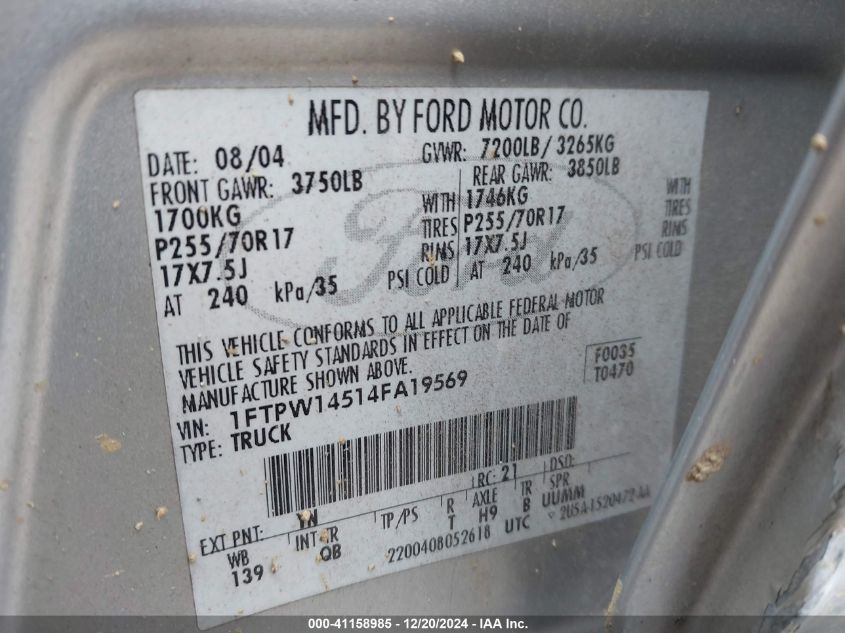 MFD. BY FORD MOTOR CO.
DATE: 08/04 GVWR: 7200LB/ 3265KG
FRONT GAWR: 3750LB REAR GAWR: 3850LB
1700KG WITH 1746KG WITH
P255/70R17 TIRES P255/70R17 TIRES
17X7.5J RIMS 17X7.5J RIMS
AT 240 kPa/35 PSI COLD AT 240 kPa/35 PSI COLD
Ford
THIS VEHICLE CONFORMS TO ALL APPLICABLE FEDERAL MOTOR
VEHICLE SAFETY STANDARDS IN EFFECT ON THE DATE OF
MANUFACTURE SHOWN ABOVE. F0035
VIN: 1FTPW14514FA19569 T0470
TYPE: TRUCK
RC: 21 DSO:
EXT PNT: YN INT TR TP/PS R AXLE TR SPR
WB QB T H9 B UUMM
139 2200408052618 UTC
000-41158985 - 12/20/2024 - IAA Inc.